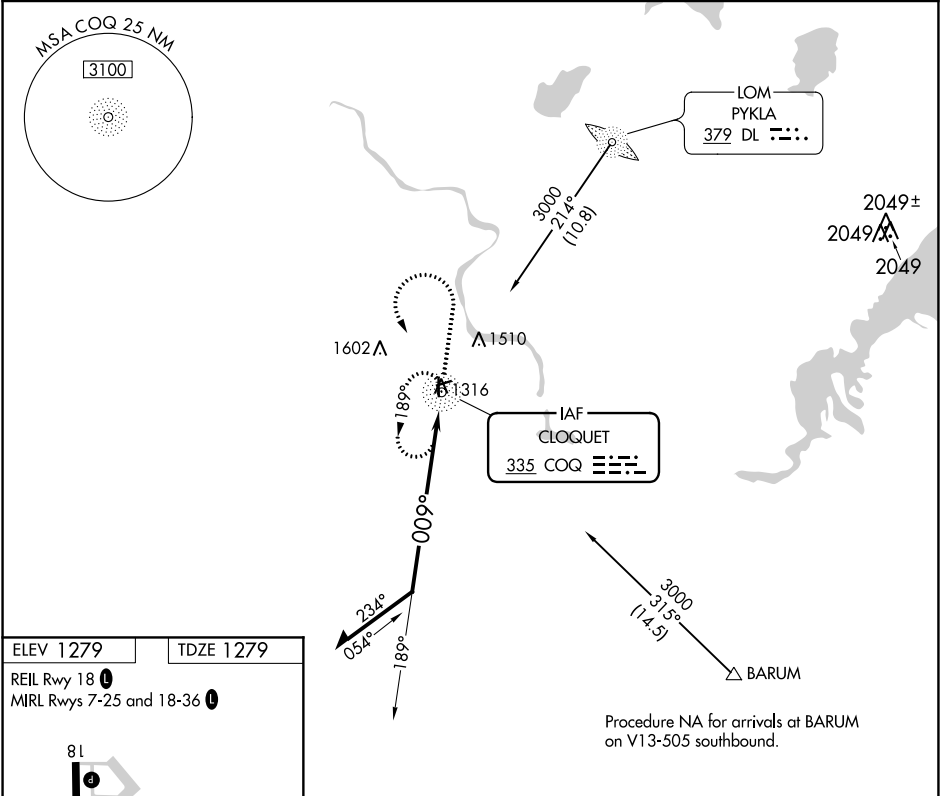 MSA COQ 25 NM
3100
LOM
PYKLA
379 DL
3000
214°
(10.8)
2049±
2049
2049
1602
1510
1316
189°
IAF
CLOQUET
335 COQ
009°
234°
054°
189°
3000
315°
(14.5)
BARUM
Procedure NA for arrivals at BARUM
on V13-505 southbound.
ELEV 1279
TDZE 1279
REIL Rwy 18 L
MIRL Rwys 7-25 and 18-36 L
18
P